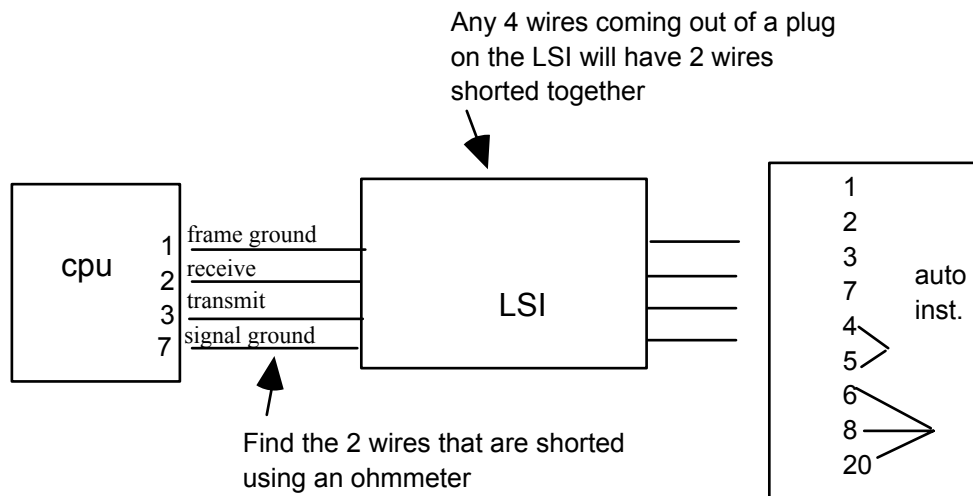 Any 4 wires coming out of a plug
on the LSI will have 2 wires
shorted together
cpu
1 frame ground
2 receive
3 transmit
7 signal ground
LSI
1
2
3
7
4
5
6
8
20
auto
inst.
Find the 2 wires that are shorted
using an ohmmeter